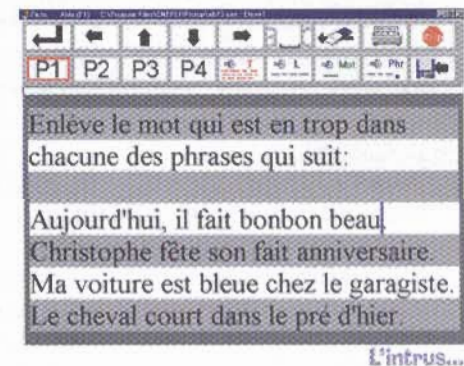 P1 P2 P3 P4 T L Mot Phr
Enlève le mot qui est en trop dans
chacune des phrases qui suit:
Aujourd'hui, il fait bonbon beau.
Christophe fête son fait anniversaire.
Ma voiture est bleue chez le garagiste.
Le cheval court dans le pré d'hier.
L'intrus...